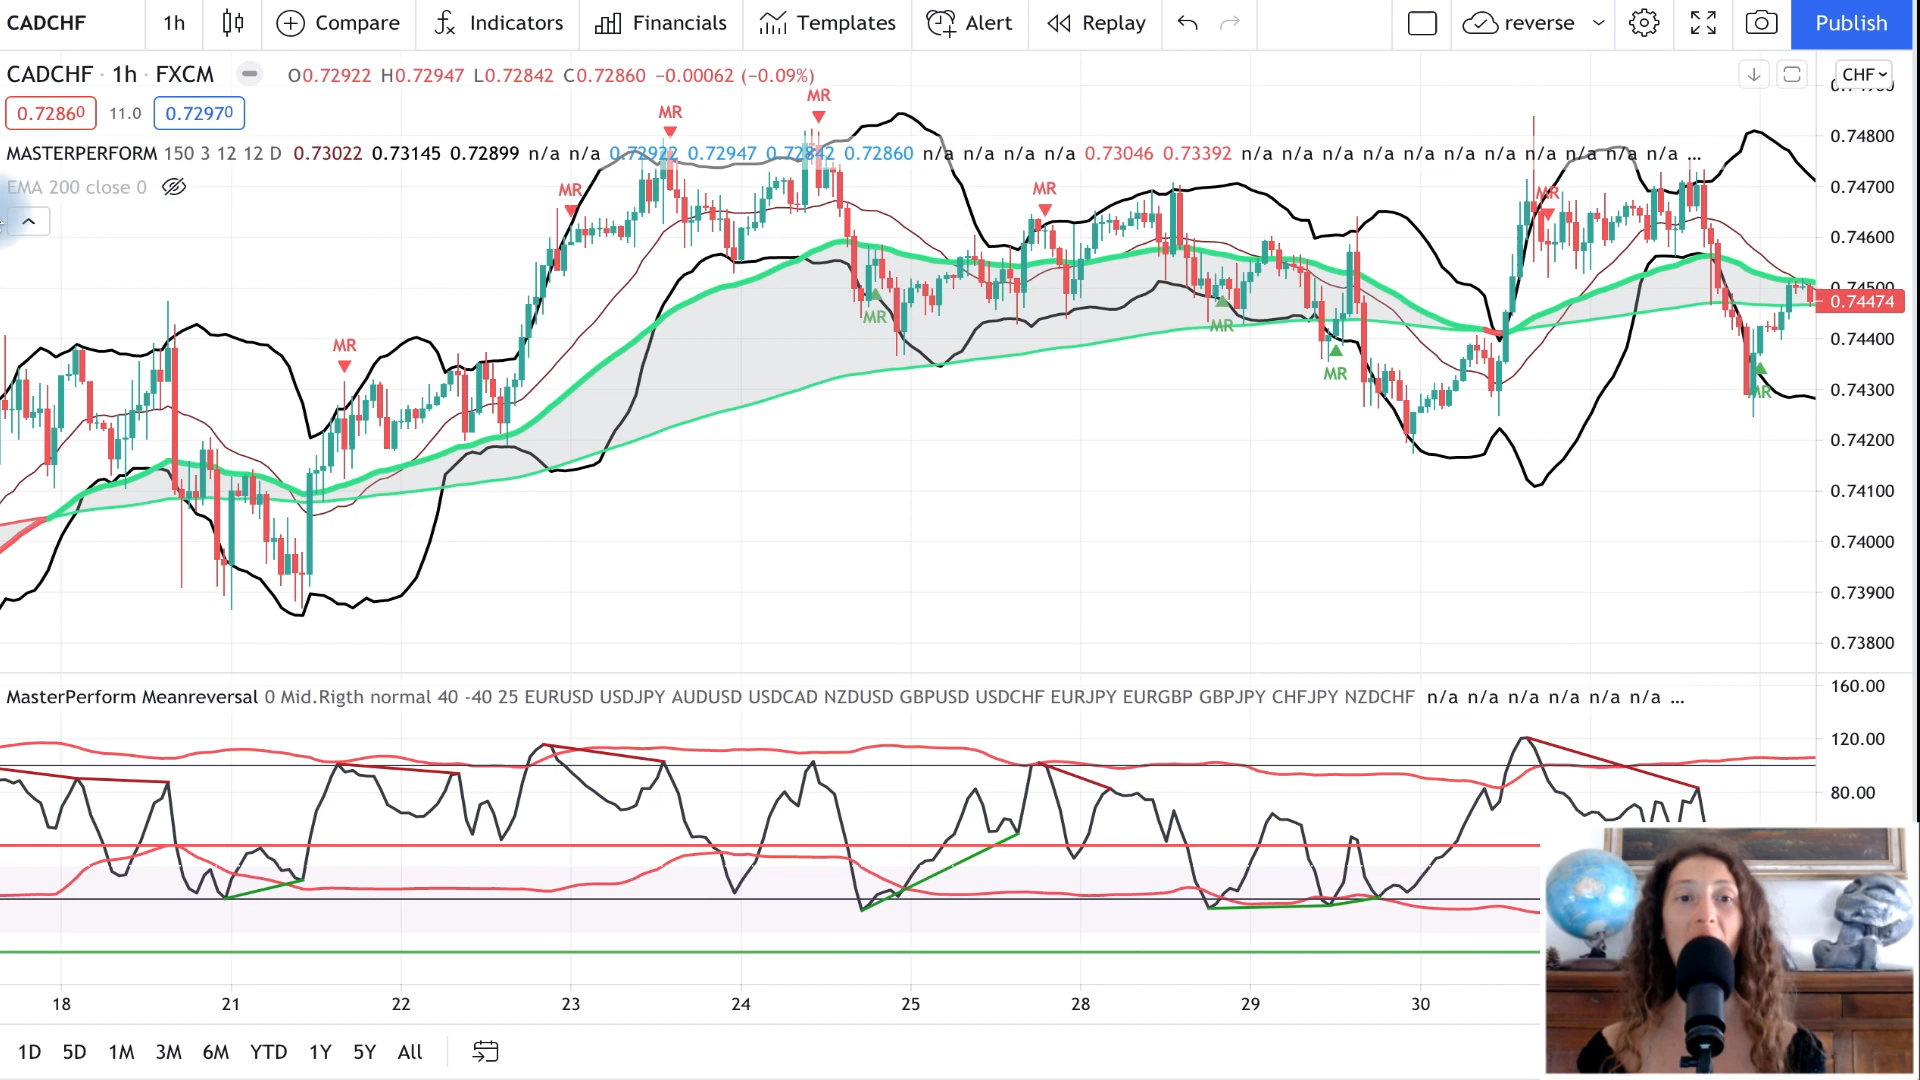 CADCHF 1h Compare Indicators Financials Templates Alert Replay reverse Publish
CADCHF · 1h · FXCM O0.72922 H0.72947 L0.72842 C0.72860 −0.00062 (−0.09%) CHF
0.72860 11.0 0.72970
MASTERPERFORM 150 3 12 12 D 0.73022 0.73145 0.72899 n/a n/a 0.72922 0.72947 0.72842 0.72860 n/a n/a n/a n/a 0.73046 0.73392 n/a n/a n/a n/a n/a n/a n/a n/a n/a n/a n/a ...
EMA 200 close 0
MR
MR
MR
MR
MR
MR
MR
MR
MR
MR
0.74800
0.74700
0.74600
0.74500
0.74474
0.74400
0.74300
0.74200
0.74100
0.74000
0.73900
0.73800
MasterPerform Meanreversal 0 Mid.Rigth normal 40 -40 25 EURUSD USDJPY AUDUSD USDCAD NZDUSD GBPUSD USDCHF EURJPY EURGBP GBPJPY CHFJPY NZDCHF n/a n/a n/a n/a n/a n/a ...
160.00
120.00
80.00
18 21 22 23 24 25 28 29 30
1D 5D 1M 3M 6M YTD 1Y 5Y All